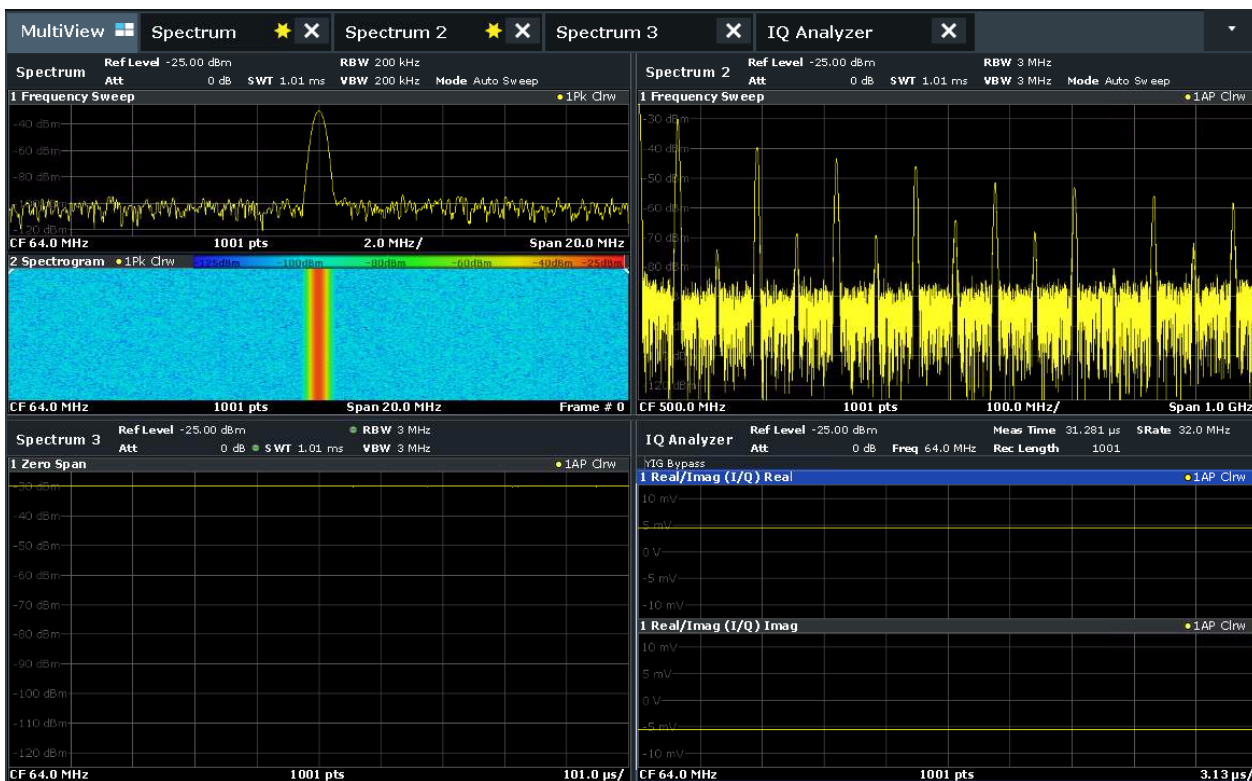 MultiView Spectrum Spectrum 2 Spectrum 3 IQ Analyzer
Spectrum
Ref Level -25.00 dBm RBW 200 kHz
Att 0 dB SWT 1.01 ms VBW 200 kHz Mode Auto Sweep
1 Frequency Sweep 1Pk Clrw
-40 dBm
-60 dBm
-80 dBm
CF 64.0 MHz 1001 pts 2.0 MHz/ Span 20.0 MHz
2 Spectrogram 1Pk Clrw -125dBm -100dBm -80dBm -60dBm -40dBm -25dBm
CF 64.0 MHz 1001 pts Span 20.0 MHz Frame # 0
Spectrum 2
Ref Level -25.00 dBm RBW 3 MHz
Att 0 dB SWT 1.01 ms VBW 3 MHz Mode Auto Sweep
1 Frequency Sweep 1AP Clrw
-30 dBm
-40 dBm
-50 dBm
-60 dBm
-70 dBm
-80 dBm
CF 500.0 MHz 1001 pts 100.0 MHz/ Span 1.0 GHz
Spectrum 3
Ref Level -25.00 dBm RBW 3 MHz
Att 0 dB SWT 1.01 ms VBW 3 MHz
1 Zero Span 1AP Clrw
-30 dBm
-40 dBm
-50 dBm
-60 dBm
-70 dBm
-80 dBm
-90 dBm
-100 dBm
-110 dBm
-120 dBm
CF 64.0 MHz 1001 pts 101.0 µs/
IQ Analyzer
Ref Level -25.00 dBm Meas Time 31.281 µs SRate 32.0 MHz
Att 0 dB Freq 64.0 MHz Rec Length 1001
YIG Bypass
1 Real/Imag (I/Q) Real 1AP Clrw
10 mV
5 mV
0 V
-5 mV
-10 mV
1 Real/Imag (I/Q) Imag 1AP Clrw
10 mV
5 mV
0 V
-5 mV
-10 mV
CF 64.0 MHz 1001 pts 3.13 µs/